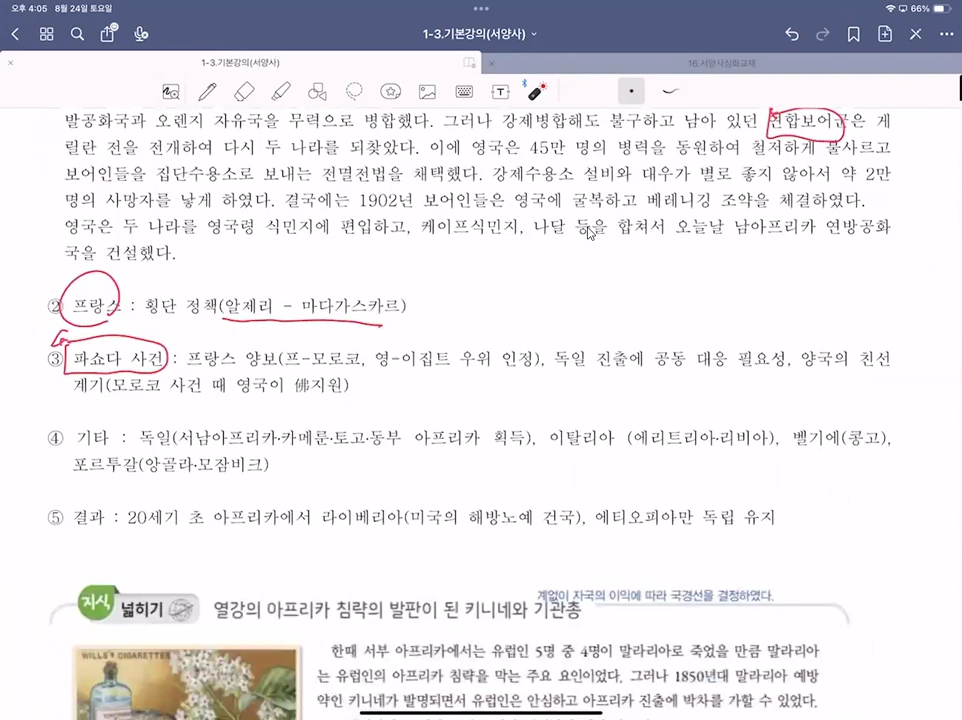 오후 4:05 8월 24일 토요일
66%
1-3.기본강의(서양사)
1-3.기본강의(서양사)
16.서양사심화교재
발공화국과 오렌지 자유국을 무력으로 병합했다. 그러나 강제병합해도 불구하고 남아 있던 연합보어군은 게
릴란 전을 전개하여 다시 두 나라를 되찾았다. 이에 영국은 45만 명의 병력을 동원하여 철저하게 불사르고
보어인들을 집단수용소로 보내는 전멸전법을 채택했다. 강제수용소 설비와 대우가 별로 좋지 않아서 약 2만
명의 사망자를 낳게 하였다. 결국에는 1902년 보어인들은 영국에 굴복하고 베레니깅 조약을 체결하였다.
영국은 두 나라를 영국령 식민지에 편입하고, 케이프식민지, 나달 등을 합쳐서 오늘날 남아프리카 연방공화
국을 건설했다.
② 프랑스 : 횡단 정책(알제리 - 마다가스카르)
③ 파쇼다 사건 : 프랑스 양보(프-모로코, 영-이집트 우위 인정), 독일 진출에 공동 대응 필요성, 양국의 친선
계기(모로코 사건 때 영국이 佛지원)
④ 기타 : 독일(서남아프리카·카메룬·토고·동부 아프리카 획득), 이탈리아 (에리트리아·리비아), 벨기에(콩고),
포르투갈(앙골라·모잠비크)
⑤ 결과 : 20세기 초 아프리카에서 라이베리아(미국의 해방노예 건국), 에티오피아만 독립 유지
계없이 자국의 이익에 따라 국경선을 결정하였다.
지식 넓히기 열강의 아프리카 침략의 발판이 된 키니네와 기관총
WILLS'S CIGARETTES
한때 서부 아프리카에서는 유럽인 5명 중 4명이 말라리아로 죽었을 만큼 말라리아
는 유럽인의 아프리카 침략을 막는 주요 요인이었다. 그러나 1850년대 말라리아 예방
약인 키니네가 발명되면서 유럽인은 안심하고 아프리카 진출에 박차를 가할 수 있었다.